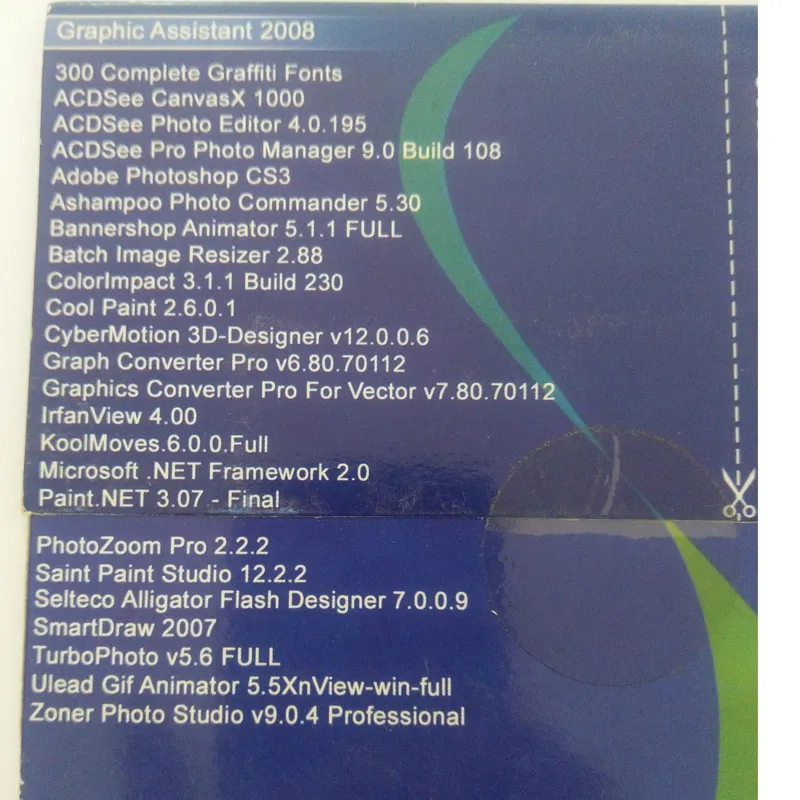 Graphic Assistant 2008
300 Complete Graffiti Fonts
ACDSee CanvasX 1000
ACDSee Photo Editor 4.0.195
ACDSee Pro Photo Manager 9.0 Build 108
Adobe Photoshop CS3
Ashampoo Photo Commander 5.30
Bannershop Animator 5.1.1 FULL
Batch Image Resizer 2.88
ColorImpact 3.1.1 Build 230
Cool Paint 2.6.0.1
CyberMotion 3D-Designer v12.0.0.6
Graph Converter Pro v6.80.70112
Graphics Converter Pro For Vector v7.80.70112
IrfanView 4.00
KoolMoves.6.0.0.Full
Microsoft .NET Framework 2.0
Paint.NET 3.07 - Final
PhotoZoom Pro 2.2.2
Saint Paint Studio 12.2.2
Selteco Alligator Flash Designer 7.0.0.9
SmartDraw 2007
TurboPhoto v5.6 FULL
Ulead Gif Animator 5.5XnView-win-full
Zoner Photo Studio v9.0.4 Professional